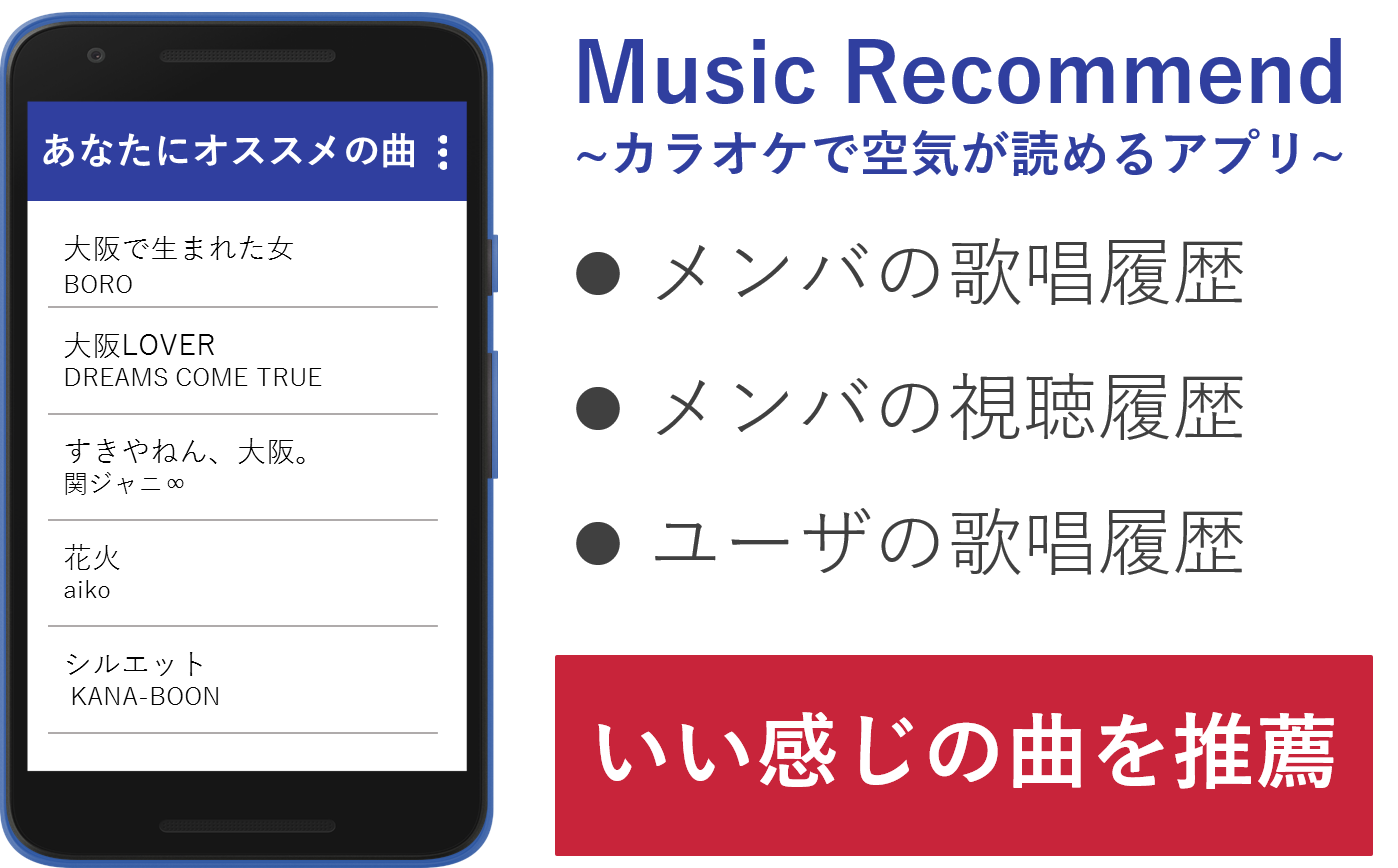 あなたにオススメの曲
大阪で生まれた女
BORO
大阪LOVER
DREAMS COME TRUE
すきやねん、大阪。
関ジャニ∞
花火
aiko
シルエット
KANA-BOON
Music Recommend
~カラオケで空気が読めるアプリ~
● メンバの歌唱履歴
● メンバの視聴履歴
● ユーザの歌唱履歴
いい感じの曲を推薦